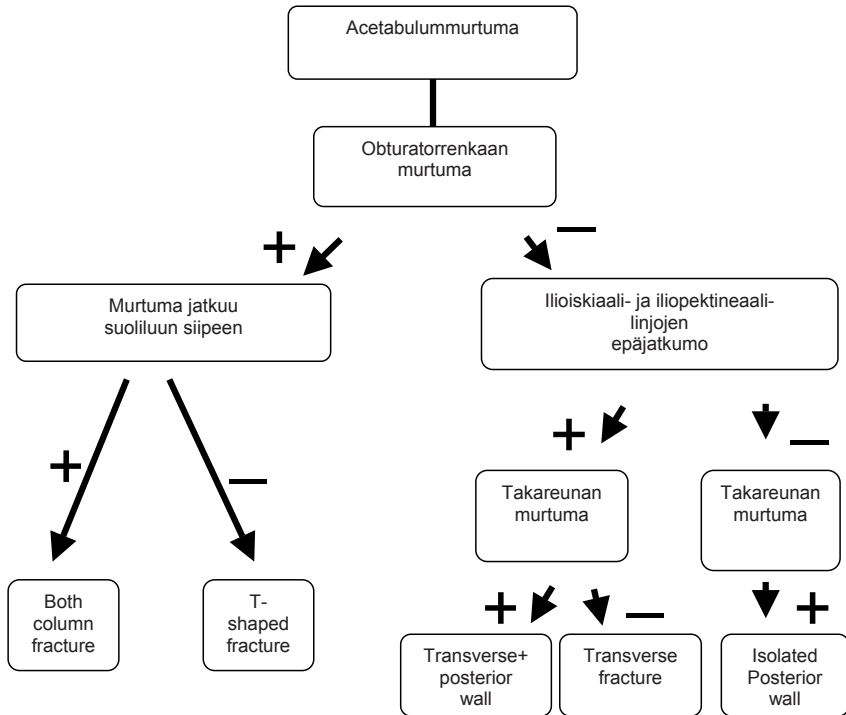 Acetabulummurtuma
Obturatorrenkaan
murtuma
+
—
Murtuma jatkuu
suoliluun siipeen
Ilioiskiaali- ja iliopektineaali-
linjojen
epäjatkumo
+
—
+
—
Takareunan
murtuma
Takareunan
murtuma
Both
column
fracture
T-
shaped
fracture
+
—
+
Transverse+
posterior
wall
Transverse
fracture
Isolated
Posterior
wall